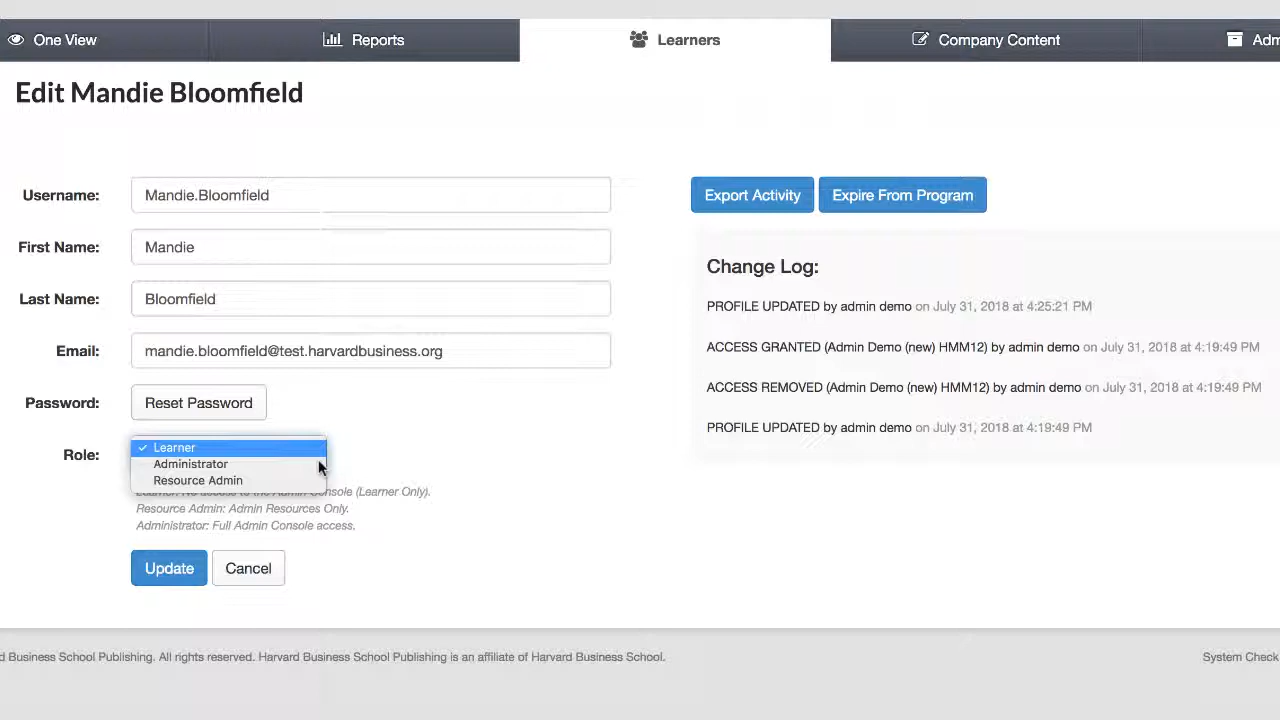 One View
Reports
Learners
Company Content
Edit Mandie Bloomfield
Username:
Mandie.Bloomfield
First Name:
Mandie
Last Name:
Bloomfield
Email:
mandie.bloomfield@test.harvardbusiness.org
Password:
Reset Password
Role:
✓ Learner
Administrator
Resource Admin
Learner: No access to the Admin Console (Learner Only).
Resource Admin: Admin Resources Only.
Administrator: Full Admin Console access.
Update
Cancel
Export Activity
Expire From Program
Change Log:
PROFILE UPDATED by admin demo on July 31, 2018 at 4:25:21 PM
ACCESS GRANTED (Admin Demo (new) HMM12) by admin demo on July 31, 2018 at 4:19:49 PM
ACCESS REMOVED (Admin Demo (new) HMM12) by admin demo on July 31, 2018 at 4:19:49 PM
PROFILE UPDATED by admin demo on July 31, 2018 at 4:19:49 PM
d Business School Publishing. All rights reserved. Harvard Business School Publishing is an affiliate of Harvard Business School.
System Check